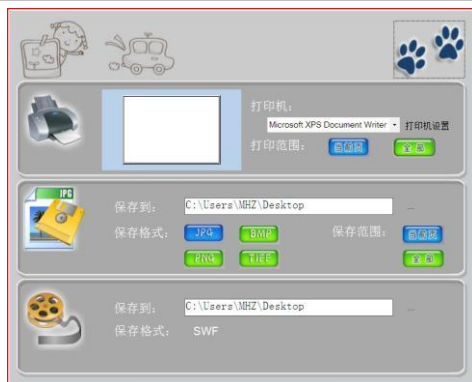 打印机：
Microsoft XPS Document Writer 打印机设置
打印范围： 当前页 全部
JPG
保存到： C:\Users\MHZ\Desktop ...
保存格式： JPG BMP 保存范围： 当前页
PNG TIFF 全部
保存到： C:\Users\MHZ\Desktop ...
保存格式： SWF